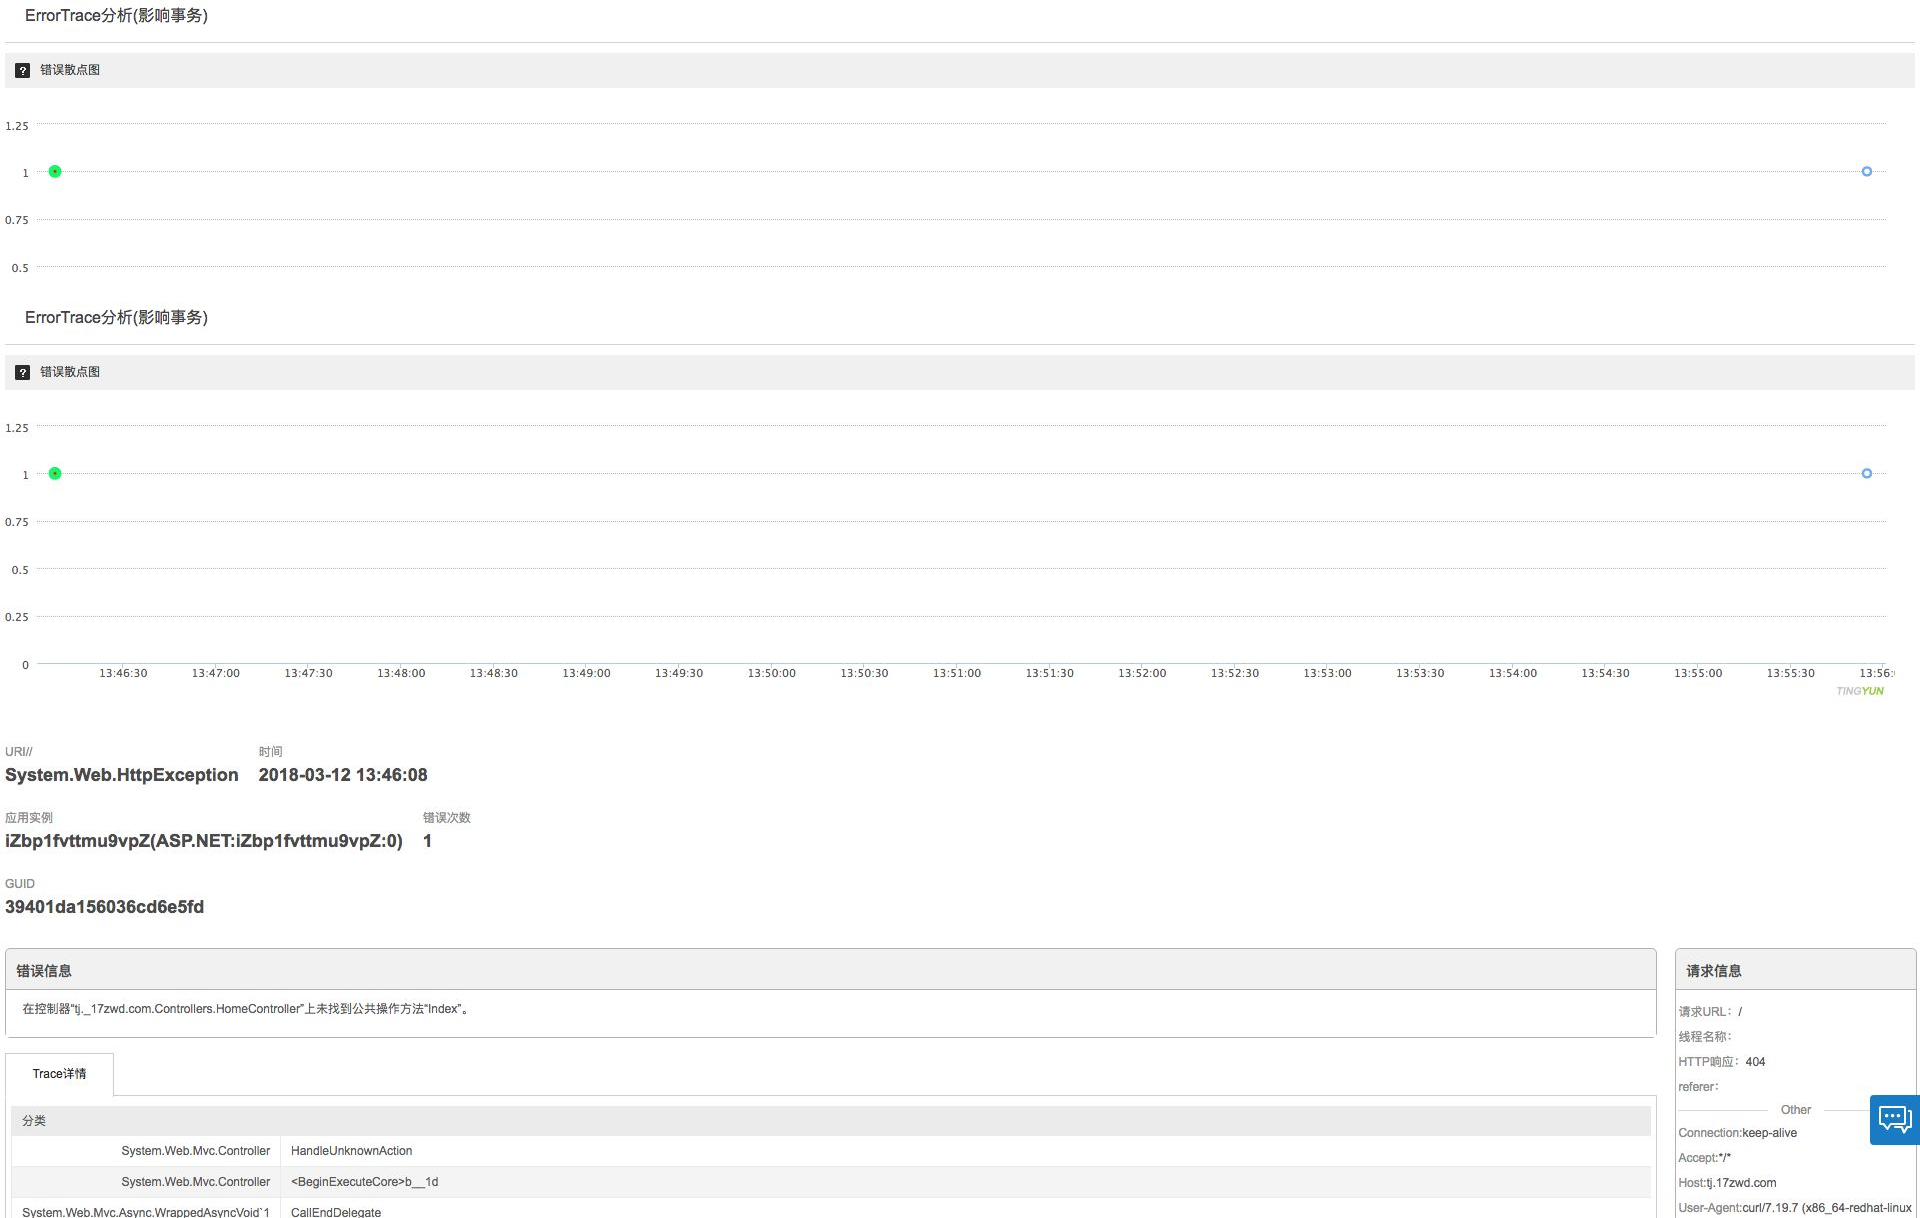 ErrorTrace分析(影响事务)
? 错误散点图
1.25
1
0.75
0.5
ErrorTrace分析(影响事务)
? 错误散点图
1.25
1
0.75
0.5
0.25
0
13:46:30 13:47:00 13:47:30 13:48:00 13:48:30 13:49:00 13:49:30 13:50:00 13:50:30 13:51:00 13:51:30 13:52:00 13:52:30 13:53:00 13:53:30 13:54:00 13:54:30 13:55:00 13:55:30 13:56:
TINGYUN
URI// 时间
System.Web.HttpException 2018-03-12 13:46:08
应用实例 错误次数
iZbp1fvttmu9vpZ(ASP.NET:iZbp1fvttmu9vpZ:0) 1
GUID
39401da156036cd6e5fd
错误信息
在控制器“tj._17zwd.com.Controllers.HomeController”上未找到公共操作方法“Index”。
Trace详情
分类
System.Web.Mvc.Controller HandleUnknownAction
System.Web.Mvc.Controller <BeginExecuteCore>b__1d
System.Web.Mvc.Async.WrappedAsyncVoid`1 CallEndDelegate
请求信息
请求URL: /
线程名称:
HTTP响应: 404
referer:
Other
Connection:keep-alive
Accept:*/*
Host:tj.17zwd.com
User-Agent:curl/7.19.7 (x86_64-redhat-linux